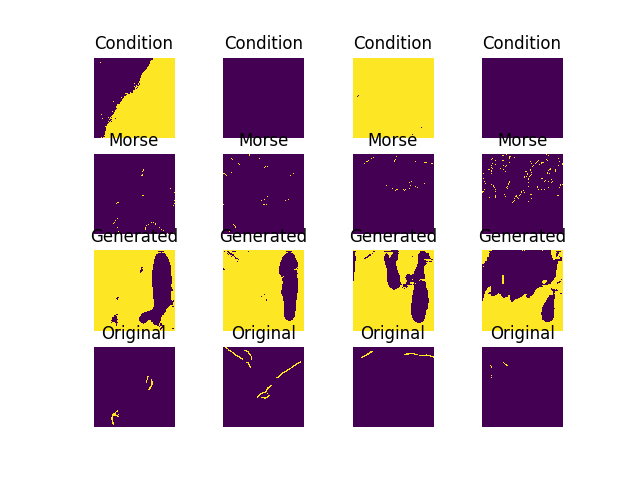 Condition Condition Condition Condition
Morse Morse Morse Morse
Generated Generated Generated Generated
Original Original Original Original